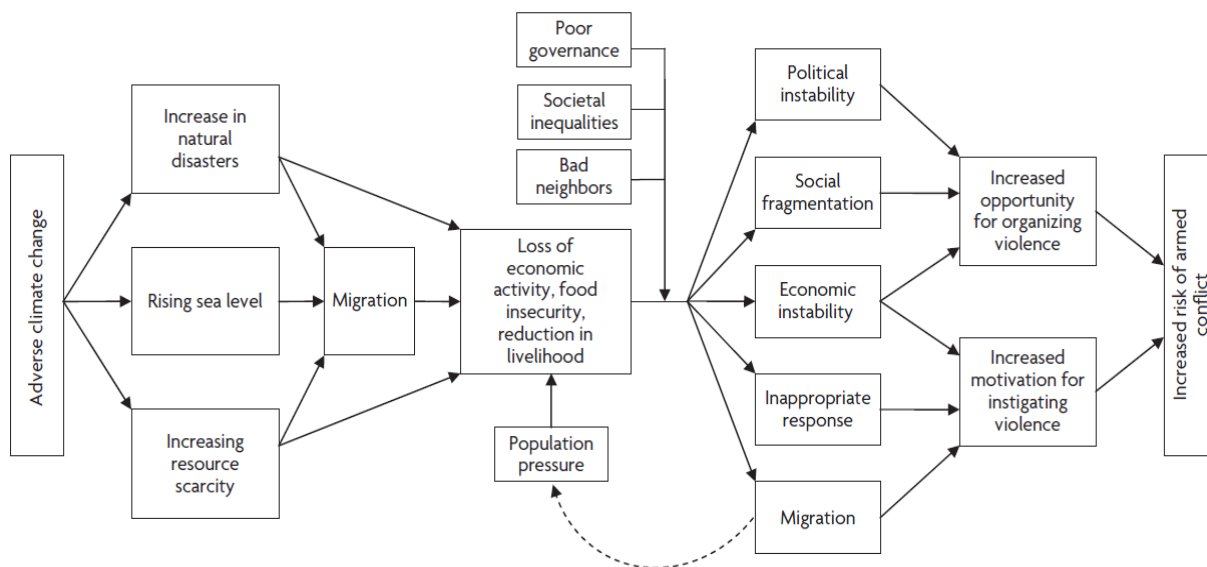 Adverse climate change
Increase in
natural
disasters
Rising sea level
Increasing
resource
scarcity
Migration
Loss of
economic
activity, food
insecurity,
reduction in
livelihood
Population
pressure
Poor
governance
Societal
inequalities
Bad
neighbors
Political
instability
Social
fragmentation
Economic
instability
Inappropriate
response
Migration
Increased
opportunity
for organizing
violence
Increased
motivation for
instigating
violence
Increased risk of armed
conflict